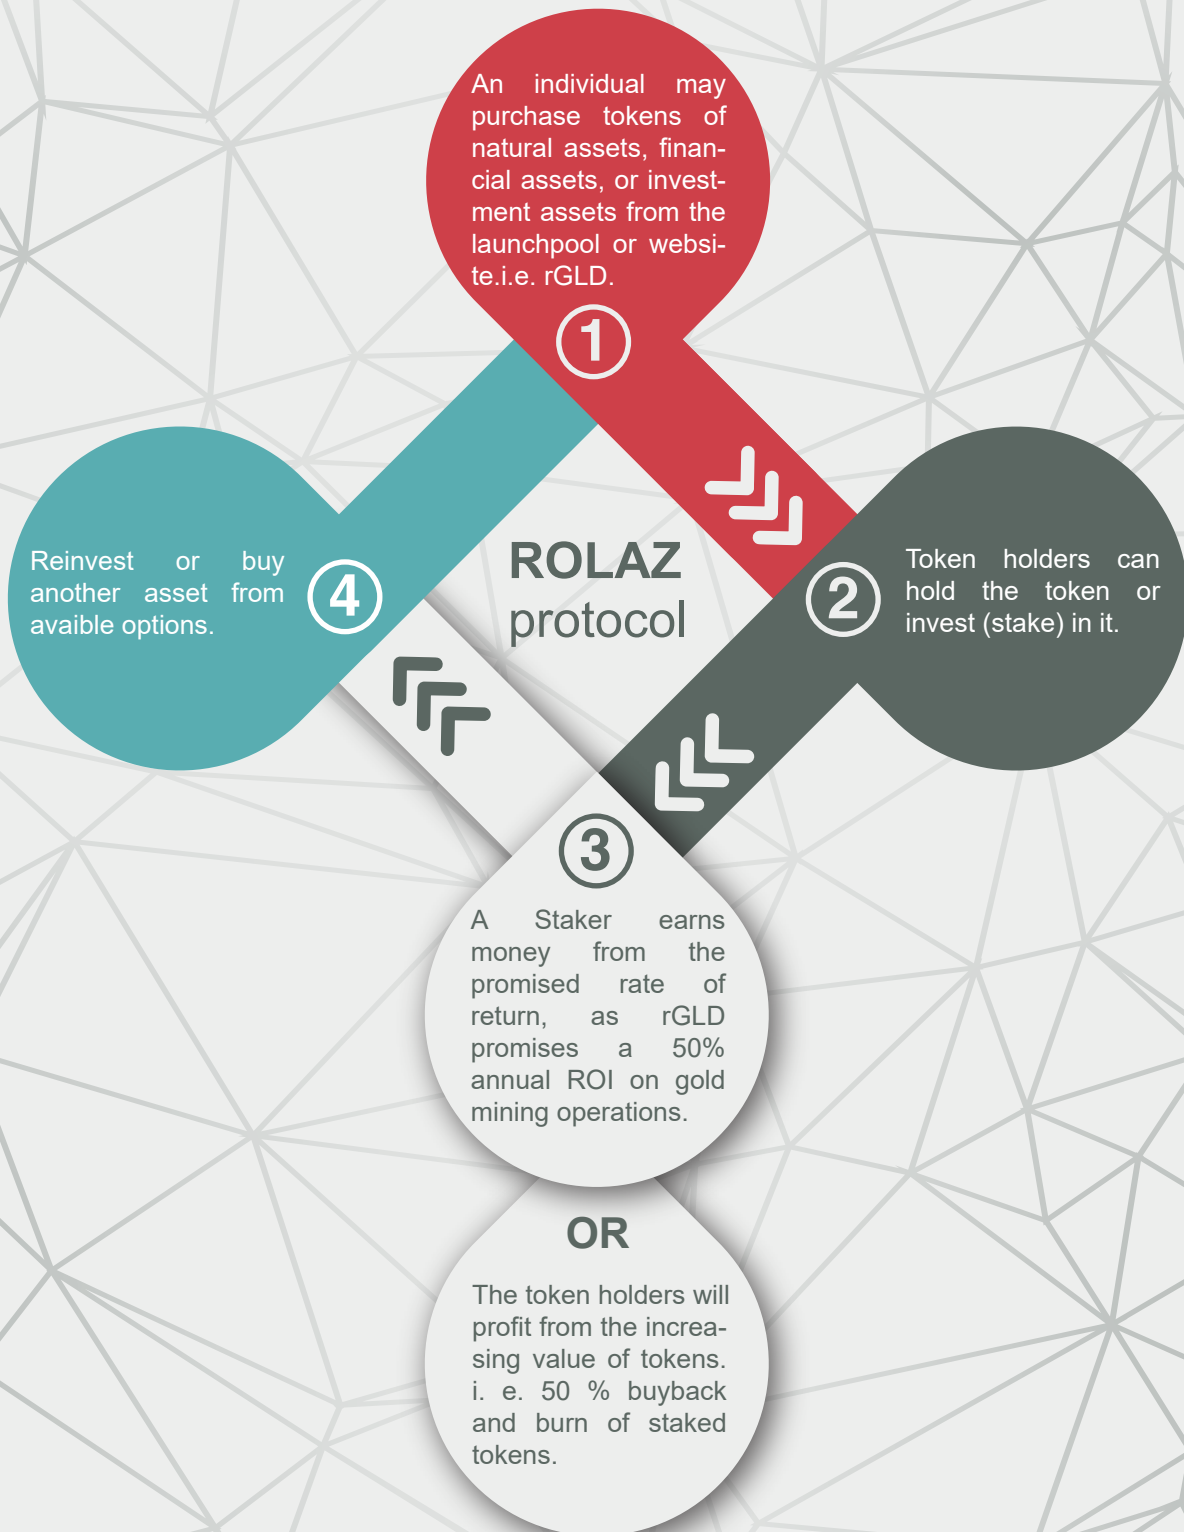 An individual may
purchase tokens of
natural assets, finan-
cial assets, or invest-
ment assets from the
launchpool or websi-
te.i.e. rGLD.
1
ROLAZ
protocol
2
Token holders can
hold the token or
invest (stake) in it.
3
A Staker earns
money from the
promised rate of
return, as rGLD
promises a 50%
annual ROI on gold
mining operations.
OR
The token holders will
profit from the increa-
sing value of tokens.
i. e. 50 % buyback
and burn of staked
tokens.
4
Reinvest or buy
another asset from
avaible options.